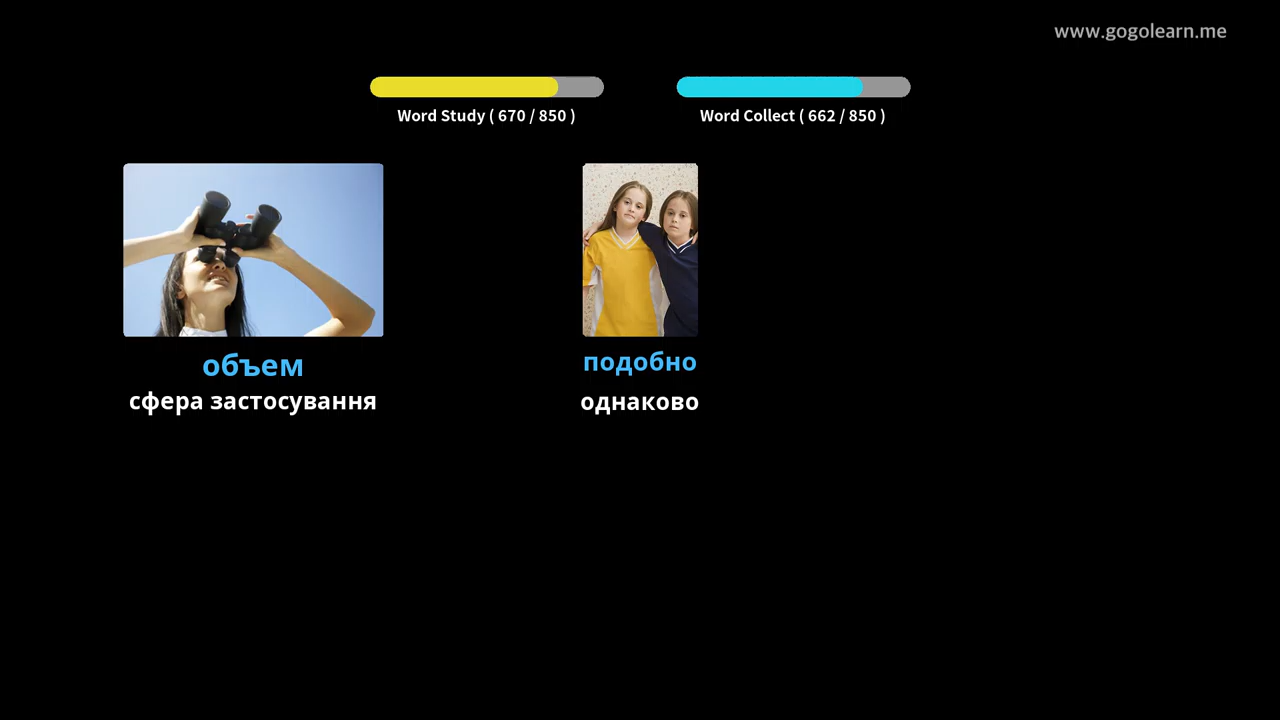 www.gogolearn.me
Word Study ( 670 / 850 )
Word Collect ( 662 / 850 )
объем
сфера застосування
подобно
однаково